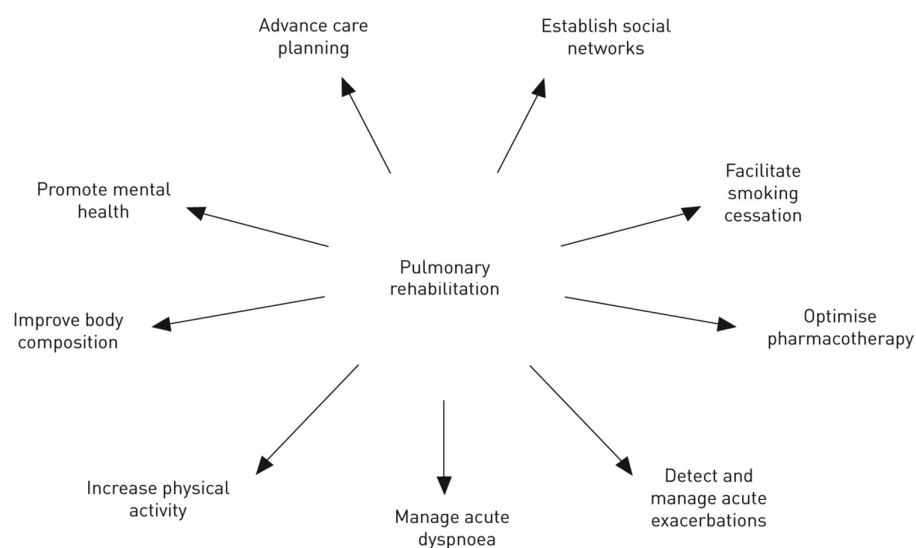 Advance care
planning
Establish social
networks
Promote mental
health
Facilitate
smoking
cessation
Pulmonary
rehabilitation
Improve body
composition
Optimise
pharmacotherapy
Increase physical
activity
Manage acute
dyspnoea
Detect and
manage acute
exacerbations